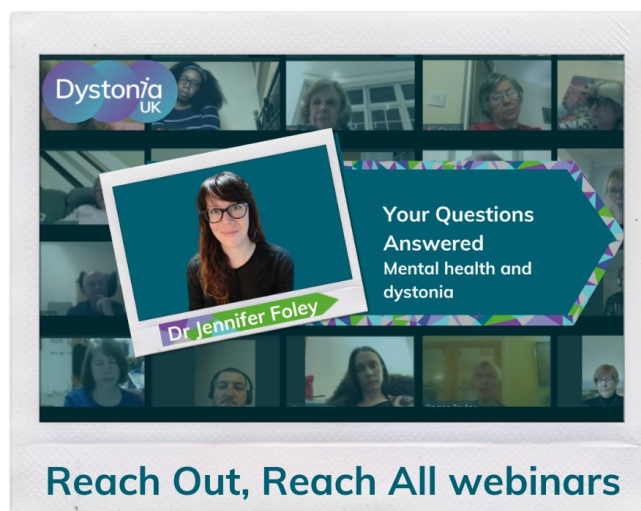 Dystonia
UK
Your Questions
Answered
Mental health and
dystonia
Dr Jennifer Foley
Reach Out, Reach All webinars